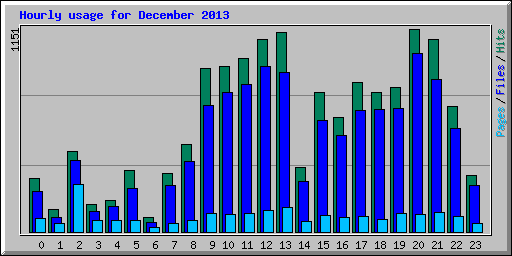 Hourly usage for December 2013
1151
Pages / Files / Hits
0 1 2 3 4 5 6 7 8 9 10 11 12 13 14 15 16 17 18 19 20 21 22 23